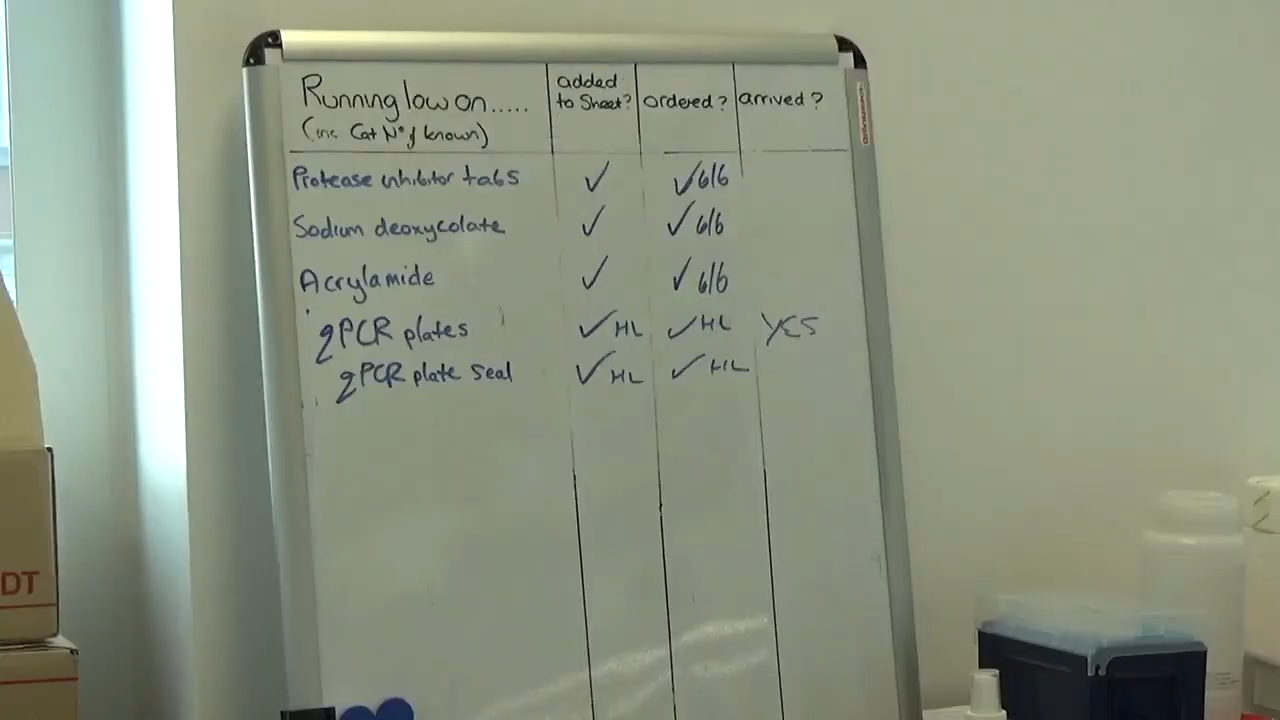 Running low on..... added to Sheet? ordered? arrived?
(inc Cat Nº if known)
Protease inhibitor tabs ✓ ✓ 6/6
Sodium deoxycolate ✓ ✓ 6/6
Acrylamide ✓ ✓ 6/6
qPCR plates ✓ HL ✓ HL YES
qPCR plate seal ✓ HL ✓ HL
DT